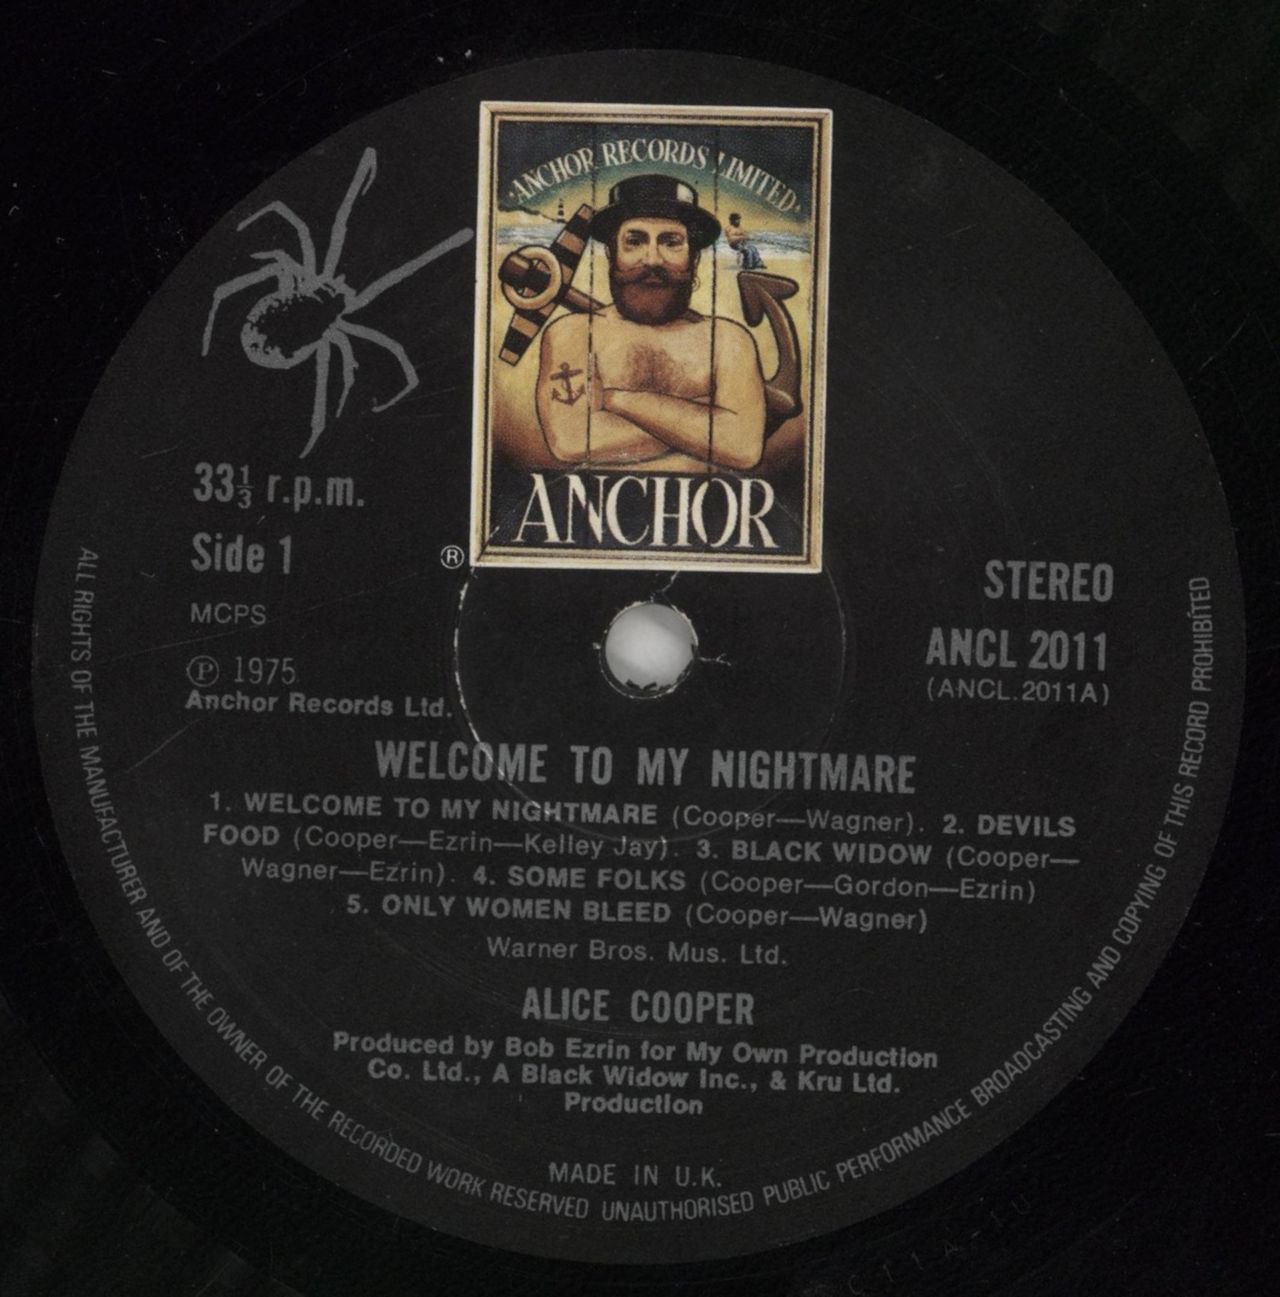 ANCHOR RECORDS LIMITED
ANCHOR
®
33⅓ r.p.m.
Side 1
MCPS
℗ 1975
Anchor Records Ltd.
STEREO
ANCL 2011
(ANCL.2011A)
WELCOME TO MY NIGHTMARE
1. WELCOME TO MY NIGHTMARE (Cooper—Wagner). 2. DEVILS
FOOD (Cooper—Ezrin—Kelley Jay). 3. BLACK WIDOW (Cooper—
Wagner—Ezrin). 4. SOME FOLKS (Cooper—Gordon—Ezrin)
5. ONLY WOMEN BLEED (Cooper—Wagner)
Warner Bros. Mus. Ltd.
ALICE COOPER
Produced by Bob Ezrin for My Own Production
Co. Ltd., A Black Widow Inc., & Kru Ltd.
Production
MADE IN U.K.
ALL RIGHTS OF THE MANUFACTURER AND OF THE OWNER OF THE RECORDED WORK RESERVED UNAUTHORISED PUBLIC PERFORMANCE BROADCASTING AND COPYING OF THIS RECORD PROHIBITED